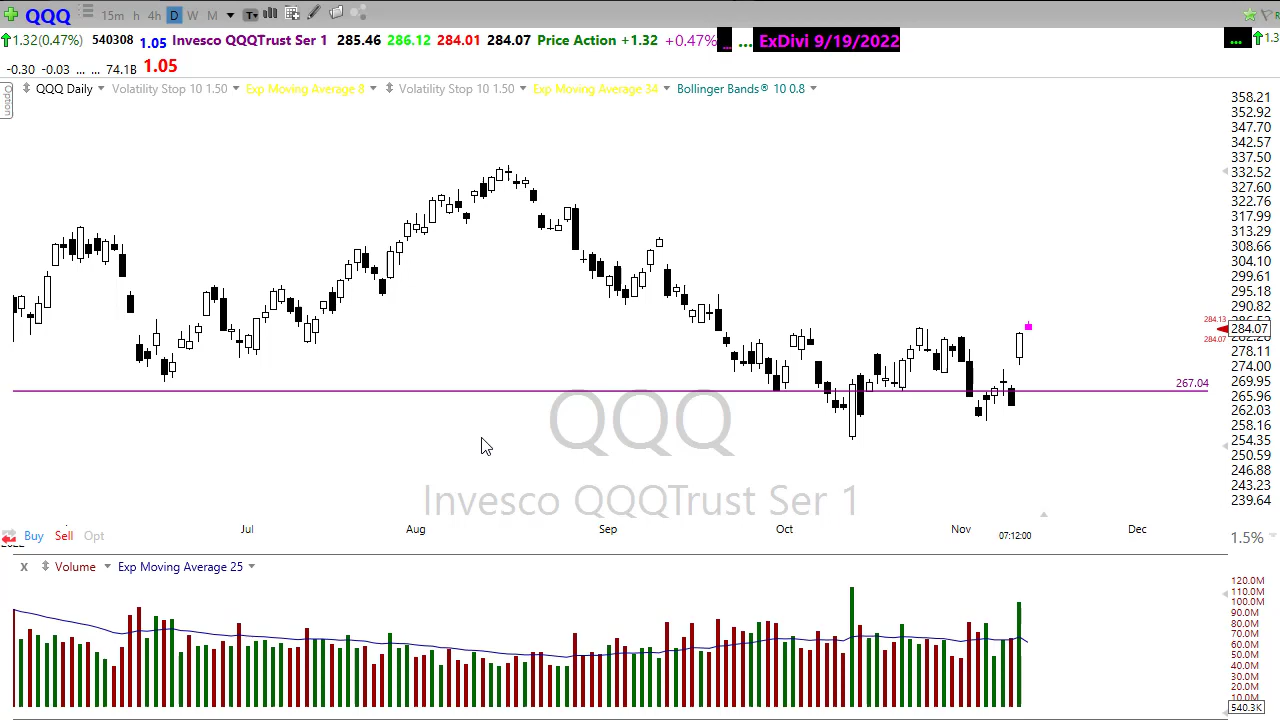 QQQ 15m h 4h D W M T
1.32(0.47%) 540308 1.05 Invesco QQQTrust Ser 1 285.46 286.12 284.01 284.07 Price Action +1.32 +0.47% ... ... ExDivi 9/19/2022 ... 1.3
-0.30 -0.03 ... ... 74.1B 1.05
Option
QQQ Daily Volatility Stop 10 1.50 Exp Moving Average 8 Volatility Stop 10 1.50 Exp Moving Average 34 Bollinger Bands® 10 0.8
358.21
352.92
347.70
342.57
337.50
332.52
327.60
322.76
317.99
313.29
308.66
304.10
299.61
295.18
290.82
284.13
284.07
284.07
278.11
274.00
269.95
267.04
265.96
262.03
258.16
254.35
250.59
246.88
243.23
239.64
QQQ
Invesco QQQTrust Ser 1
Jul Aug Sep Oct Nov Dec
07:12:00
Buy Sell Opt
1.5%
X Volume Exp Moving Average 25
120.0M
110.0M
100.0M
90.0M
80.0M
70.0M
60.0M
50.0M
40.0M
30.0M
20.0M
10.0M
540.3K